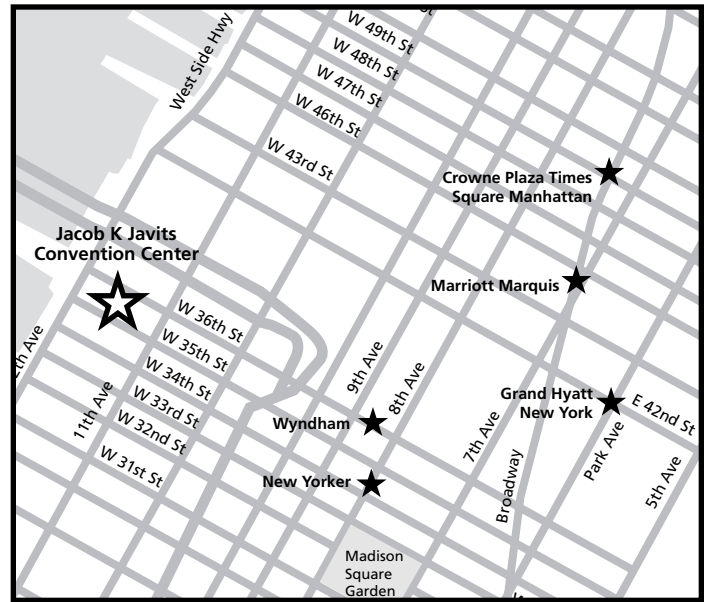 W 49th St
W 48th St
W 47th St
W 46th St
W 43rd St
West Side Hwy
Crowne Plaza Times
Square Manhattan
Jacob K Javits
Convention Center
Marriott Marquis
W 36th St
W 35th St
W 34th St
W 33rd St
W 32nd St
W 31st St
11th Ave
9th Ave
8th Ave
Wyndham
New Yorker
Grand Hyatt
New York
E 42nd St
7th Ave
Broadway
Park Ave
5th Ave
Madison
Square
Garden